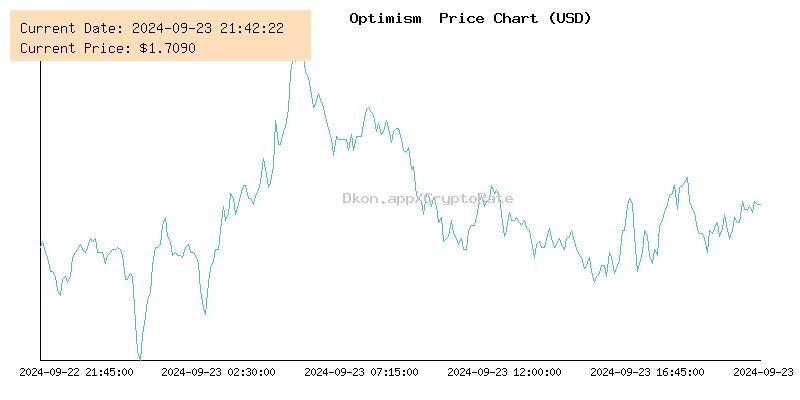 Optimism  Price Chart (USD)
Current Date: 2024-09-23 21:42:22
Current Price: $1.7090
Dkon.app/CryptoRate
2024-09-22 21:45:00 2024-09-23 02:30:00 2024-09-23 07:15:00 2024-09-23 12:00:00 2024-09-23 16:45:00 2024-09-23